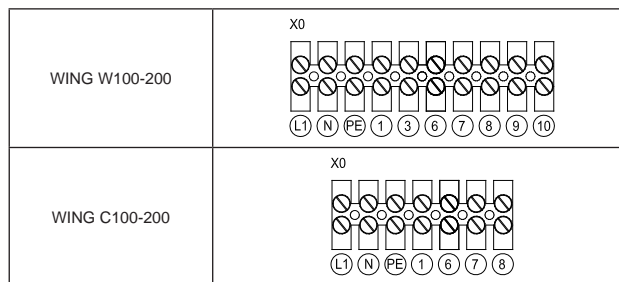 X0
WING W100-200
L1 N PE 1 3 6 7 8 9 10
X0
WING C100-200
L1 N PE 1 6 7 8